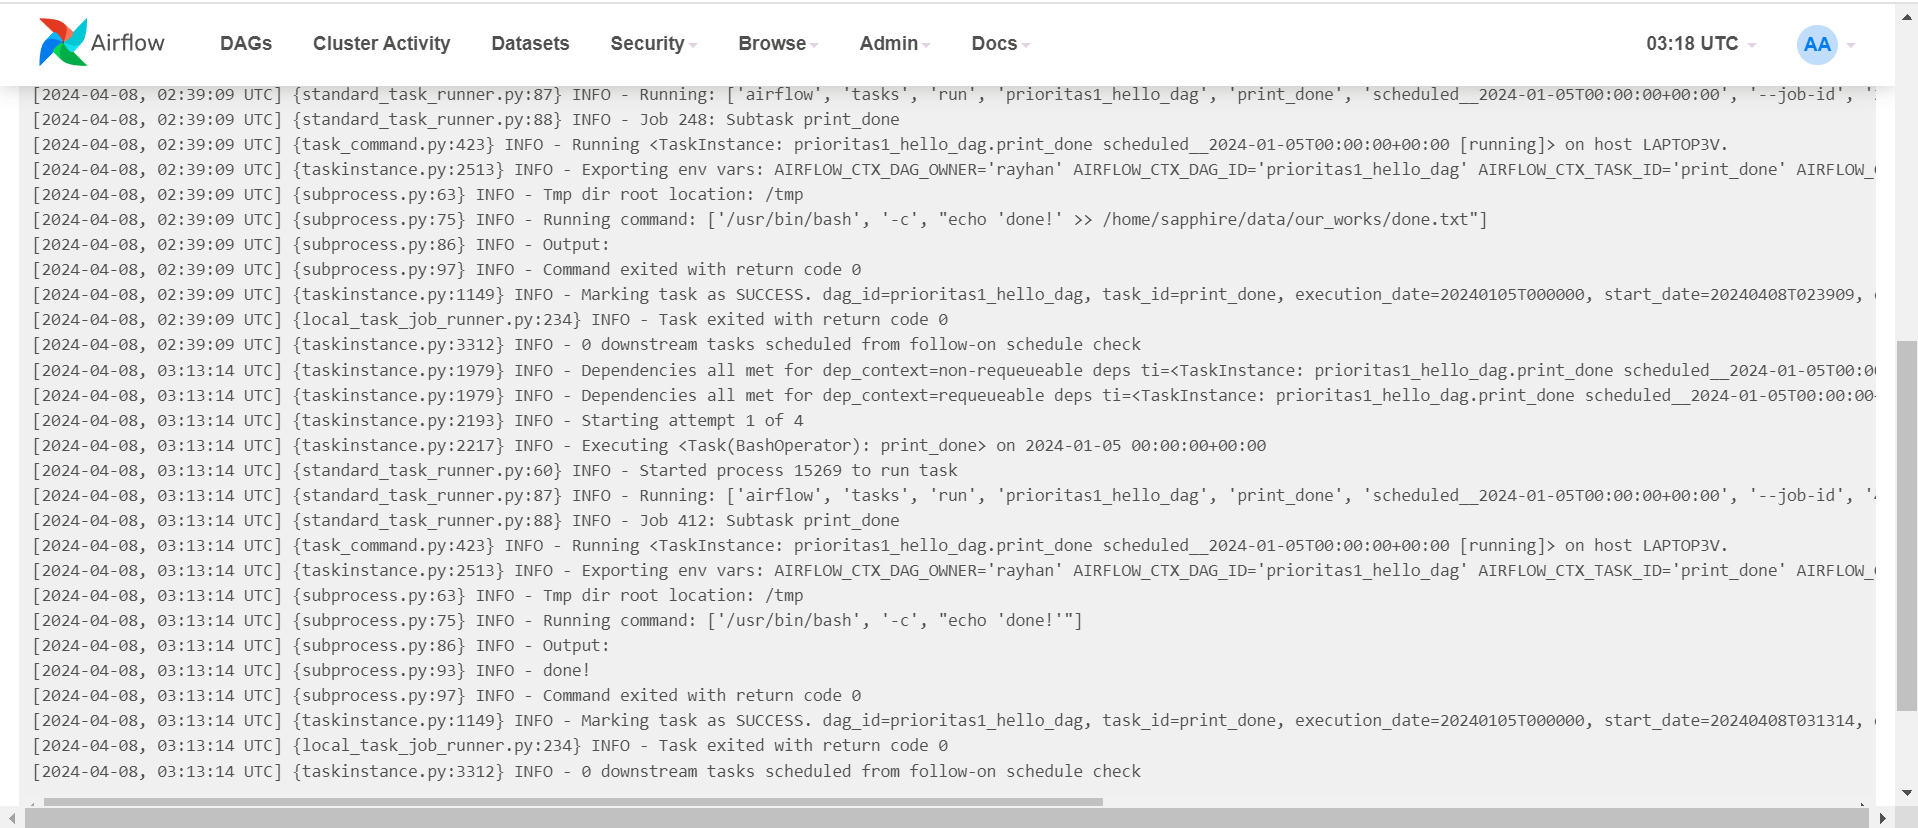 Airflow DAGs Cluster Activity Datasets Security Browse Admin Docs 03:18 UTC AA
[2024-04-08, 02:39:09 UTC] {standard_task_runner.py:87} INFO - Running: ['airflow', 'tasks', 'run', 'prioritas1_hello_dag', 'print_done', 'scheduled__2024-01-05T00:00:00+00:00', '--job-id', '
[2024-04-08, 02:39:09 UTC] {standard_task_runner.py:88} INFO - Job 248: Subtask print_done
[2024-04-08, 02:39:09 UTC] {task_command.py:423} INFO - Running <TaskInstance: prioritas1_hello_dag.print_done scheduled__2024-01-05T00:00:00+00:00 [running]> on host LAPTOP3V.
[2024-04-08, 02:39:09 UTC] {taskinstance.py:2513} INFO - Exporting env vars: AIRFLOW_CTX_DAG_OWNER='rayhan' AIRFLOW_CTX_DAG_ID='prioritas1_hello_dag' AIRFLOW_CTX_TASK_ID='print_done' AIRFLOW_
[2024-04-08, 02:39:09 UTC] {subprocess.py:63} INFO - Tmp dir root location: /tmp
[2024-04-08, 02:39:09 UTC] {subprocess.py:75} INFO - Running command: ['/usr/bin/bash', '-c', "echo 'done!' >> /home/sapphire/data/our_works/done.txt"]
[2024-04-08, 02:39:09 UTC] {subprocess.py:86} INFO - Output:
[2024-04-08, 02:39:09 UTC] {subprocess.py:97} INFO - Command exited with return code 0
[2024-04-08, 02:39:09 UTC] {taskinstance.py:1149} INFO - Marking task as SUCCESS. dag_id=prioritas1_hello_dag, task_id=print_done, execution_date=20240105T000000, start_date=20240408T023909,
[2024-04-08, 02:39:09 UTC] {local_task_job_runner.py:234} INFO - Task exited with return code 0
[2024-04-08, 02:39:09 UTC] {taskinstance.py:3312} INFO - 0 downstream tasks scheduled from follow-on schedule check
[2024-04-08, 03:13:14 UTC] {taskinstance.py:1979} INFO - Dependencies all met for dep_context=non-requeueable deps ti=<TaskInstance: prioritas1_hello_dag.print_done scheduled__2024-01-05T00:0
[2024-04-08, 03:13:14 UTC] {taskinstance.py:1979} INFO - Dependencies all met for dep_context=requeueable deps ti=<TaskInstance: prioritas1_hello_dag.print_done scheduled__2024-01-05T00:00:00
[2024-04-08, 03:13:14 UTC] {taskinstance.py:2193} INFO - Starting attempt 1 of 4
[2024-04-08, 03:13:14 UTC] {taskinstance.py:2217} INFO - Executing <Task(BashOperator): print_done> on 2024-01-05 00:00:00+00:00
[2024-04-08, 03:13:14 UTC] {standard_task_runner.py:60} INFO - Started process 15269 to run task
[2024-04-08, 03:13:14 UTC] {standard_task_runner.py:87} INFO - Running: ['airflow', 'tasks', 'run', 'prioritas1_hello_dag', 'print_done', 'scheduled__2024-01-05T00:00:00+00:00', '--job-id', '
[2024-04-08, 03:13:14 UTC] {standard_task_runner.py:88} INFO - Job 412: Subtask print_done
[2024-04-08, 03:13:14 UTC] {task_command.py:423} INFO - Running <TaskInstance: prioritas1_hello_dag.print_done scheduled__2024-01-05T00:00:00+00:00 [running]> on host LAPTOP3V.
[2024-04-08, 03:13:14 UTC] {taskinstance.py:2513} INFO - Exporting env vars: AIRFLOW_CTX_DAG_OWNER='rayhan' AIRFLOW_CTX_DAG_ID='prioritas1_hello_dag' AIRFLOW_CTX_TASK_ID='print_done' AIRFLOW_
[2024-04-08, 03:13:14 UTC] {subprocess.py:63} INFO - Tmp dir root location: /tmp
[2024-04-08, 03:13:14 UTC] {subprocess.py:75} INFO - Running command: ['/usr/bin/bash', '-c', "echo 'done!'"]
[2024-04-08, 03:13:14 UTC] {subprocess.py:86} INFO - Output:
[2024-04-08, 03:13:14 UTC] {subprocess.py:93} INFO - done!
[2024-04-08, 03:13:14 UTC] {subprocess.py:97} INFO - Command exited with return code 0
[2024-04-08, 03:13:14 UTC] {taskinstance.py:1149} INFO - Marking task as SUCCESS. dag_id=prioritas1_hello_dag, task_id=print_done, execution_date=20240105T000000, start_date=20240408T031314,
[2024-04-08, 03:13:14 UTC] {local_task_job_runner.py:234} INFO - Task exited with return code 0
[2024-04-08, 03:13:14 UTC] {taskinstance.py:3312} INFO - 0 downstream tasks scheduled from follow-on schedule check